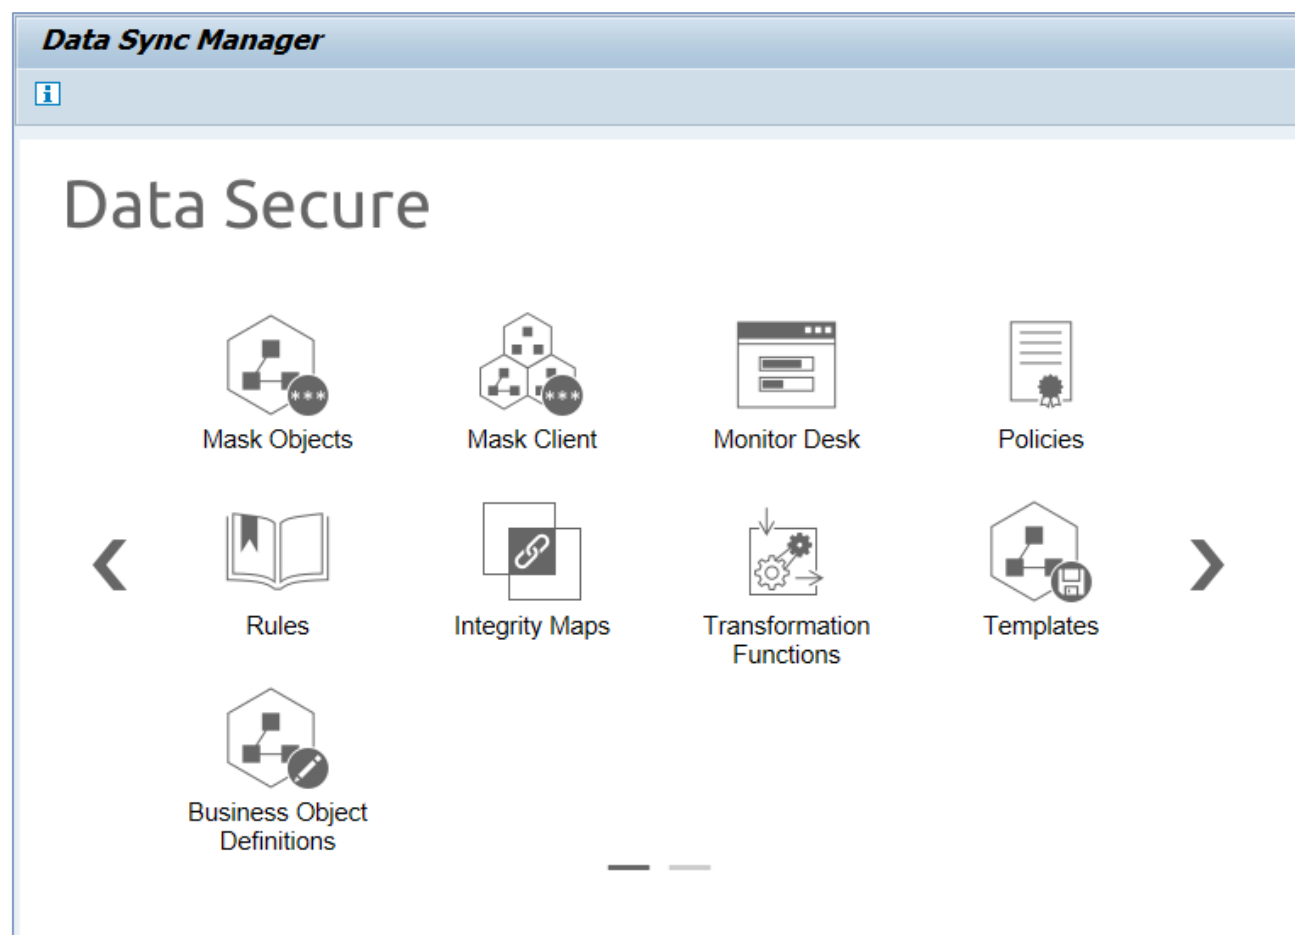 Data Sync Manager
Data Secure
Mask Objects
Mask Client
Monitor Desk
Policies
Rules
Integrity Maps
Transformation
Functions
Templates
Business Object
Definitions